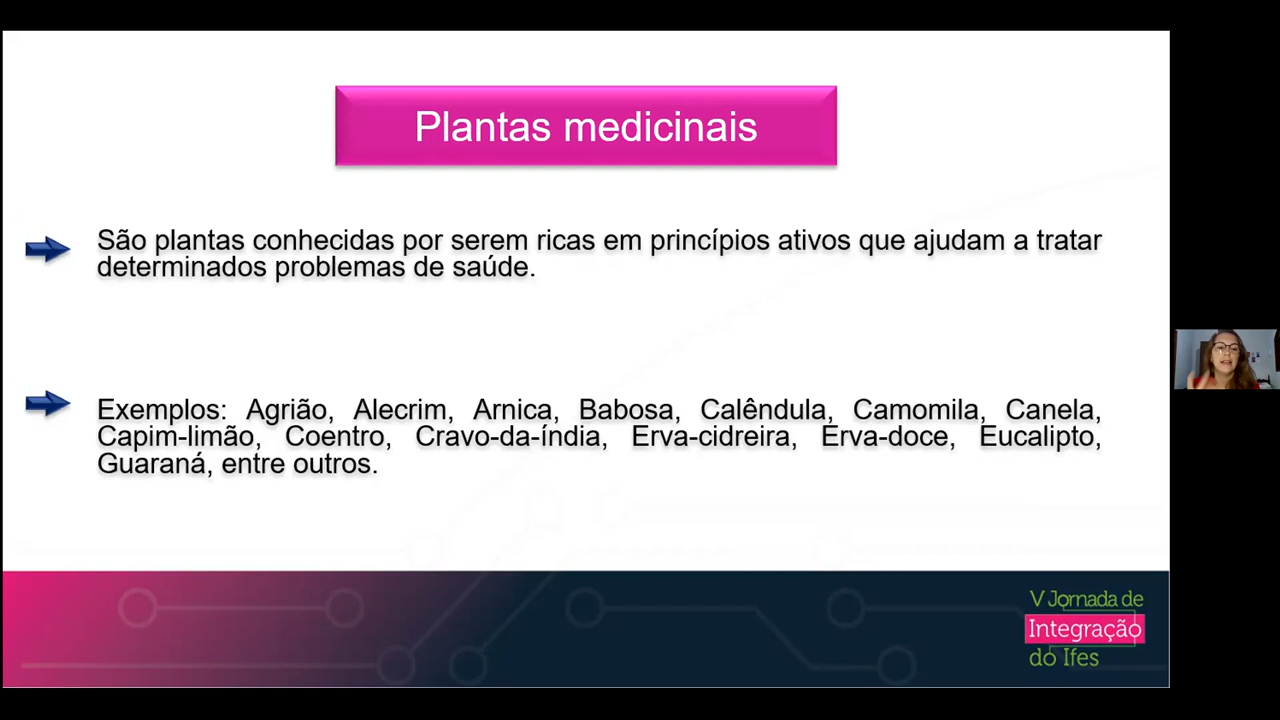 Plantas medicinais
São plantas conhecidas por serem ricas em princípios ativos que ajudam a tratar
determinados problemas de saúde.
Exemplos: Agrião, Alecrim, Arnica, Babosa, Calêndula, Camomila, Canela,
Capim-limão, Coentro, Cravo-da-índia, Erva-cidreira, Erva-doce, Eucalipto,
Guaraná, entre outros.
V Jornada de
Integração
do Ifes